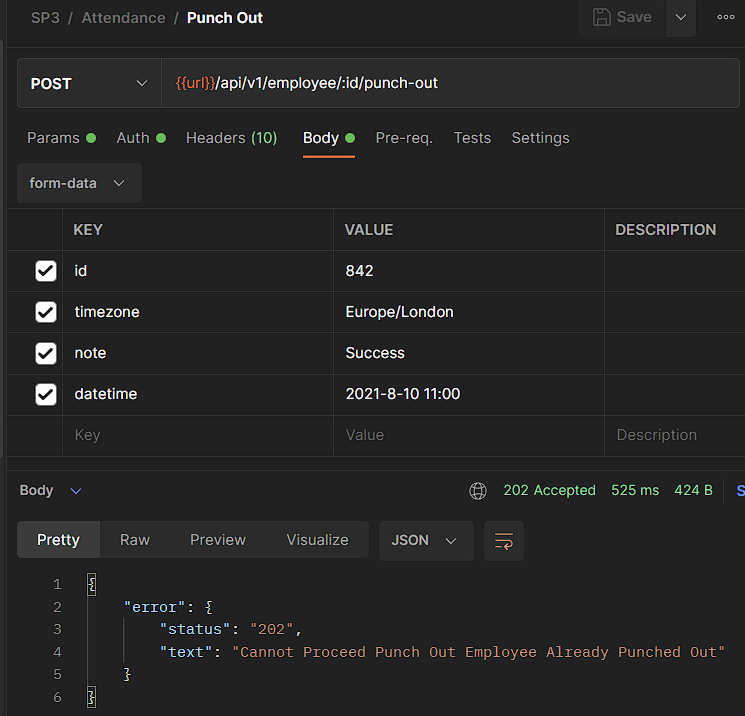 SP3 / Attendance / Punch Out
Save
POST
{{url}}/api/v1/employee/:id/punch-out
Params Auth Headers (10) Body Pre-req. Tests Settings
form-data
KEY VALUE DESCRIPTION
id 842
timezone Europe/London
note Success
datetime 2021-8-10 11:00
Key Value Description
Body 202 Accepted 525 ms 424 B S
Pretty Raw Preview Visualize JSON
1 {
2 "error": {
3 "status": "202",
4 "text": "Cannot Proceed Punch Out Employee Already Punched Out"
5 }
6 }